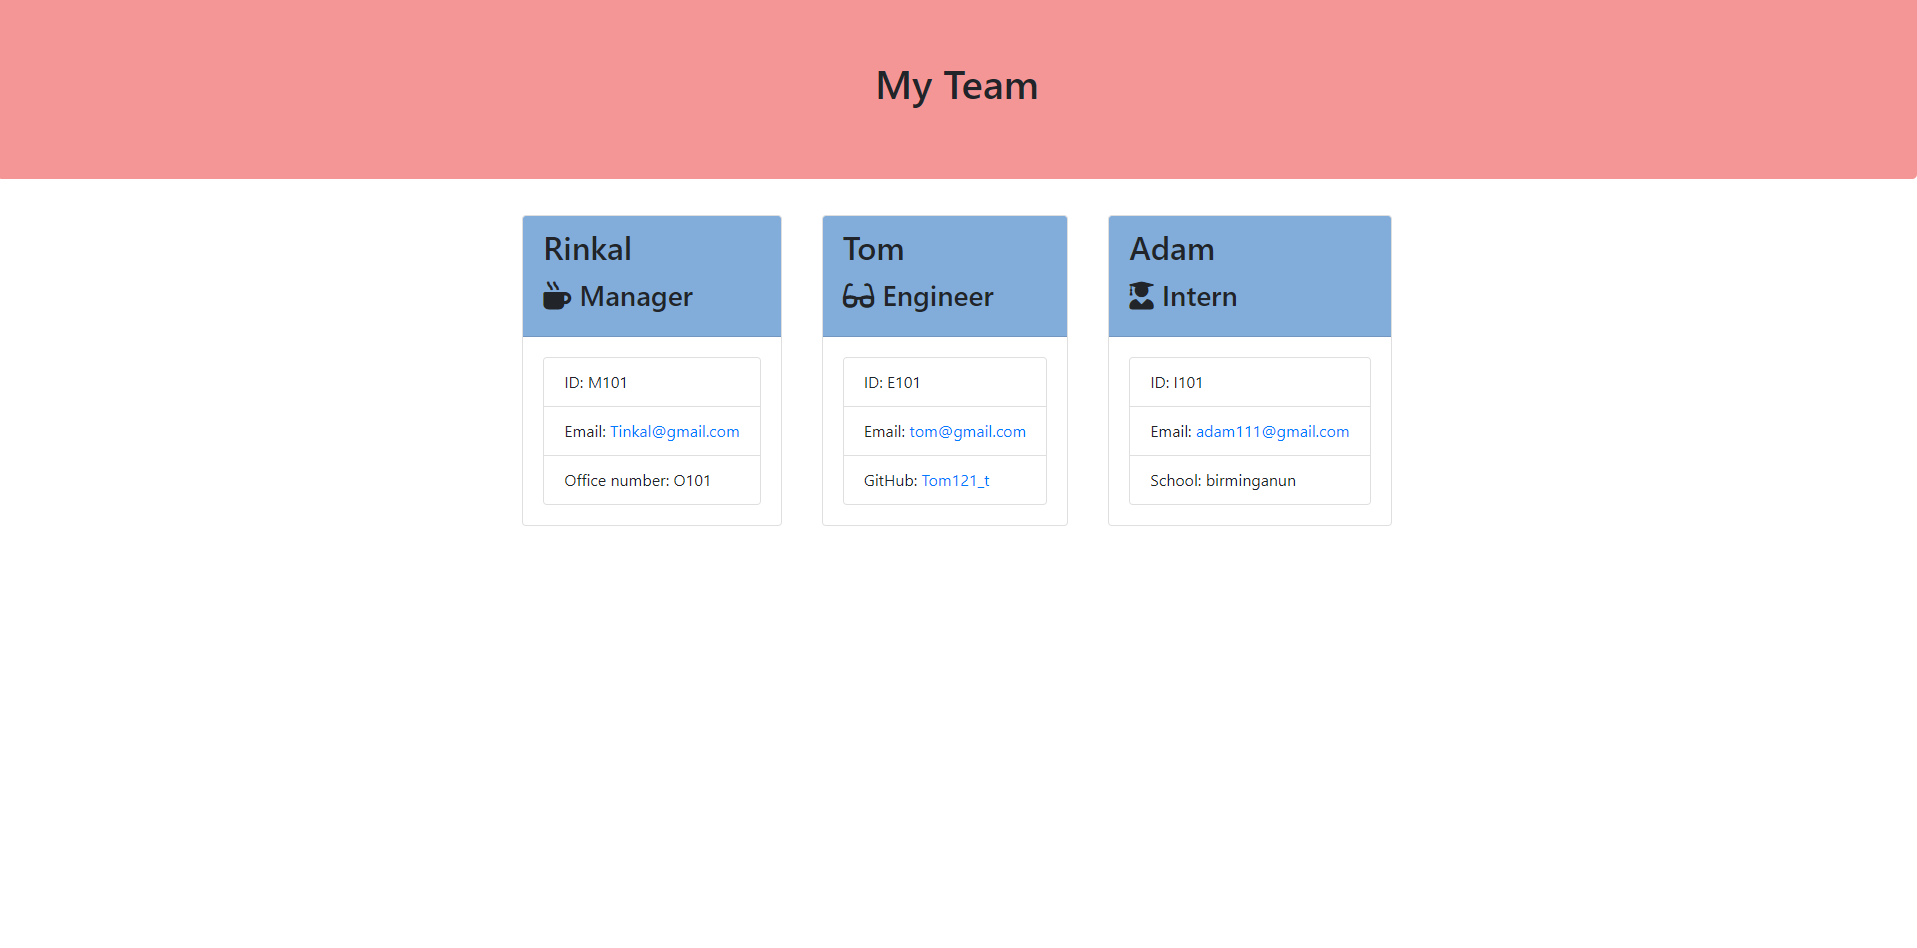 My Team
Rinkal
Manager
ID: M101
Email: Tinkal@gmail.com
Office number: O101
Tom
Engineer
ID: E101
Email: tom@gmail.com
GitHub: Tom121_t
Adam
Intern
ID: I101
Email: adam111@gmail.com
School: birminganun